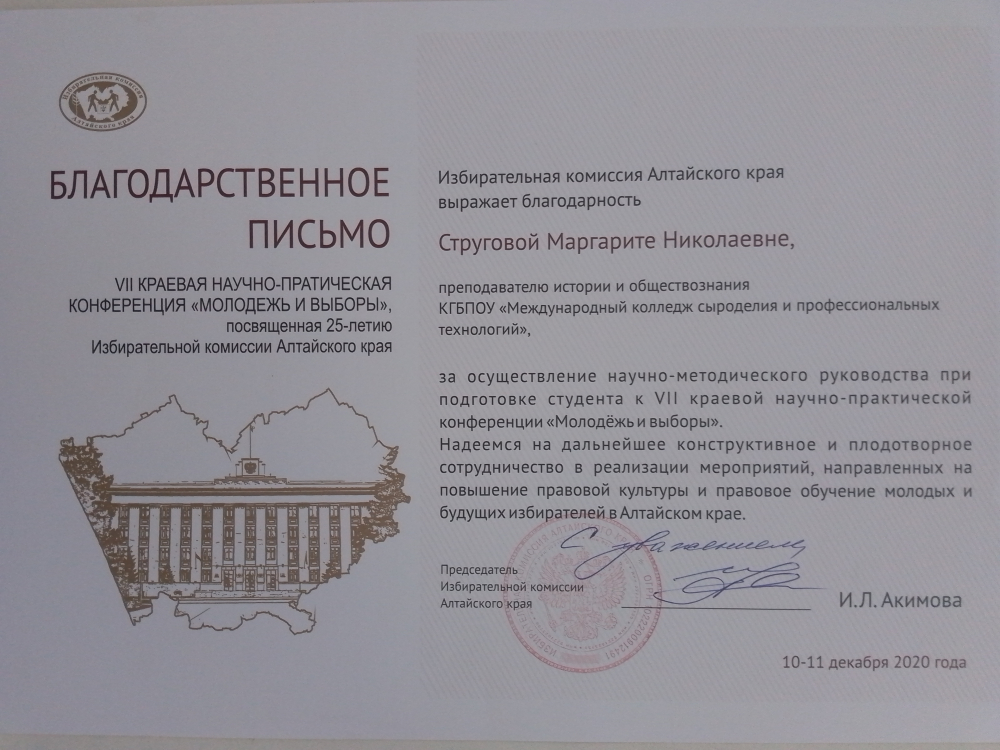 Избирательная комиссия
Алтайского края
БЛАГОДАРСТВЕННОЕ
ПИСЬМО
VII КРАЕВАЯ НАУЧНО-ПРАТИЧЕСКАЯ
КОНФЕРЕНЦИЯ «МОЛОДЕЖЬ И ВЫБОРЫ»,
посвященная 25-летию
Избирательной комиссии Алтайского края
Избирательная комиссия Алтайского края
выражает благодарность
Струговой Маргарите Николаевне,
преподавателю истории и обществознания
КГБПОУ «Международный колледж сыроделия и профессиональных
технологий»,
за осуществление научно-методического руководства при
подготовке студента к VII краевой научно-практической
конференции «Молодёжь и выборы».
Надеемся на дальнейшее конструктивное и плодотворное
сотрудничество в реализации мероприятий, направленных на
повышение правовой культуры и правовое обучение молодых и
будущих избирателей в Алтайском крае.
С уважением
Председатель
Избирательной комиссии
Алтайского края
И.Л. Акимова
10-11 декабря 2020 года